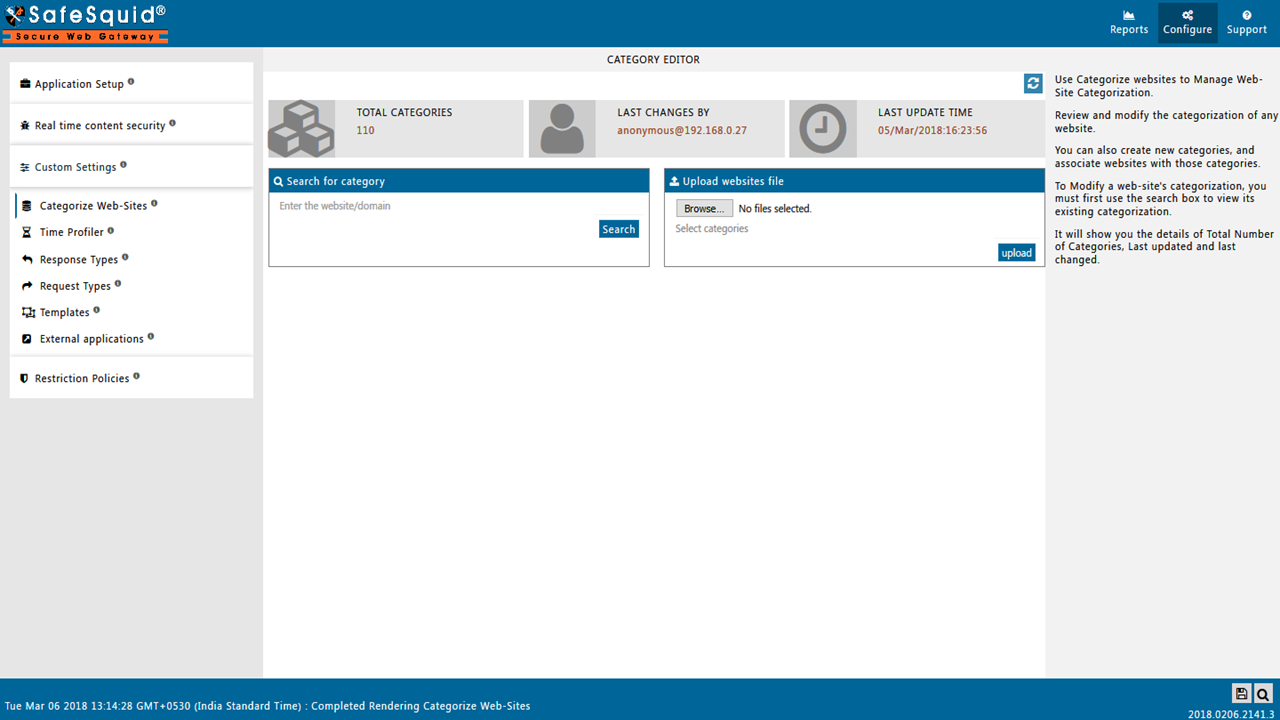 SafeSquid®
Secure Web Gateway
Reports
Configure
Support
Application Setup
Real time content security
Custom Settings
Categorize Web-Sites
Time Profiler
Response Types
Request Types
Templates
External applications
Restriction Policies
CATEGORY EDITOR
TOTAL CATEGORIES
110
LAST CHANGES BY
anonymous@192.168.0.27
LAST UPDATE TIME
05/Mar/2018:16:23:56
Search for category
Enter the website/domain
Search
Upload websites file
Browse... No files selected.
Select categories
upload
Use Categorize websites to Manage Web-
Site Categorization.
Review and modify the categorization of any
website.
You can also create new categories, and
associate websites with those categories.
To Modify a web-site's categorization, you
must first use the search box to view its
existing categorization.
It will show you the details of Total Number
of Categories, Last updated and last
changed.
Tue Mar 06 2018 13:14:28 GMT+0530 (India Standard Time) : Completed Rendering Categorize Web-Sites
2018.0206.2141.3